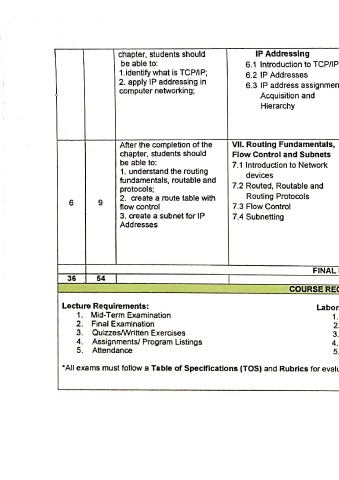 chapter, students should
be able to:
1.identify what is TCP/IP;
2. apply IP addressing in
computer networking;
IP Addressing
6.1 Introduction to TCP/IP
6.2 IP Addresses
6.3 IP address assignmen
Acquisition and
Hierarchy
6
9
After the completion of the
chapter, students should
be able to:
1. understand the routing
fundamentals, routable and
protocols;
2. create a route table with
flow control
3. create a subnet for IP
Addresses
VII. Routing Fundamentals,
Flow Control and Subnets
7.1 Introduction to Network
devices
7.2 Routed, Routable and
Routing Protocols
7.3 Flow Control
7.4 Subnetting
FINAL
36
54
COURSE REQ
Lecture Requirements:
1. Mid-Term Examination
2. Final Examination
3. Quizzes/Written Exercises
4. Assignments/ Program Listings
5. Attendance
Labor
1.
2.
3.
4.
5.
*All exams must follow a Table of Specifications (TOS) and Rubrics for evalu